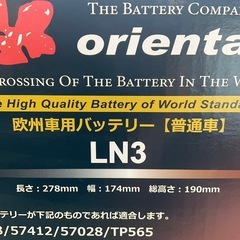 THE BATTERY COMPA
orienta
ROSSING OF THE BATTERY IN THE W
e High Quality Battery of World Standa
欧州車用バッテリー【普通車】
LN3
長さ：278mm 幅：174mm 総高さ：190mm
ッテリーが下記のものであれば適合します。
3/57412/57028/TP565